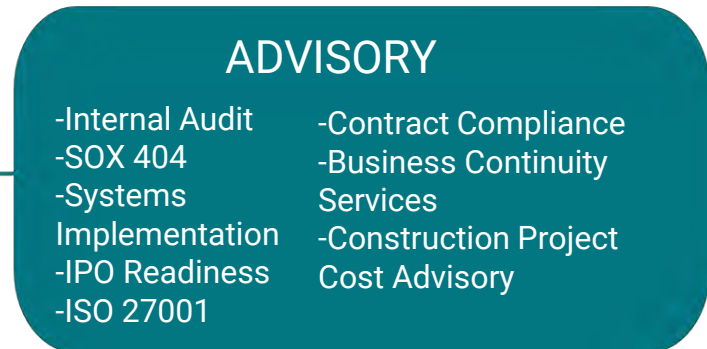 ADVISORY
-Internal Audit
-SOX 404
-Systems
Implementation
-IPO Readiness
-ISO 27001
-Contract Compliance
-Business Continuity
Services
-Construction Project
Cost Advisory